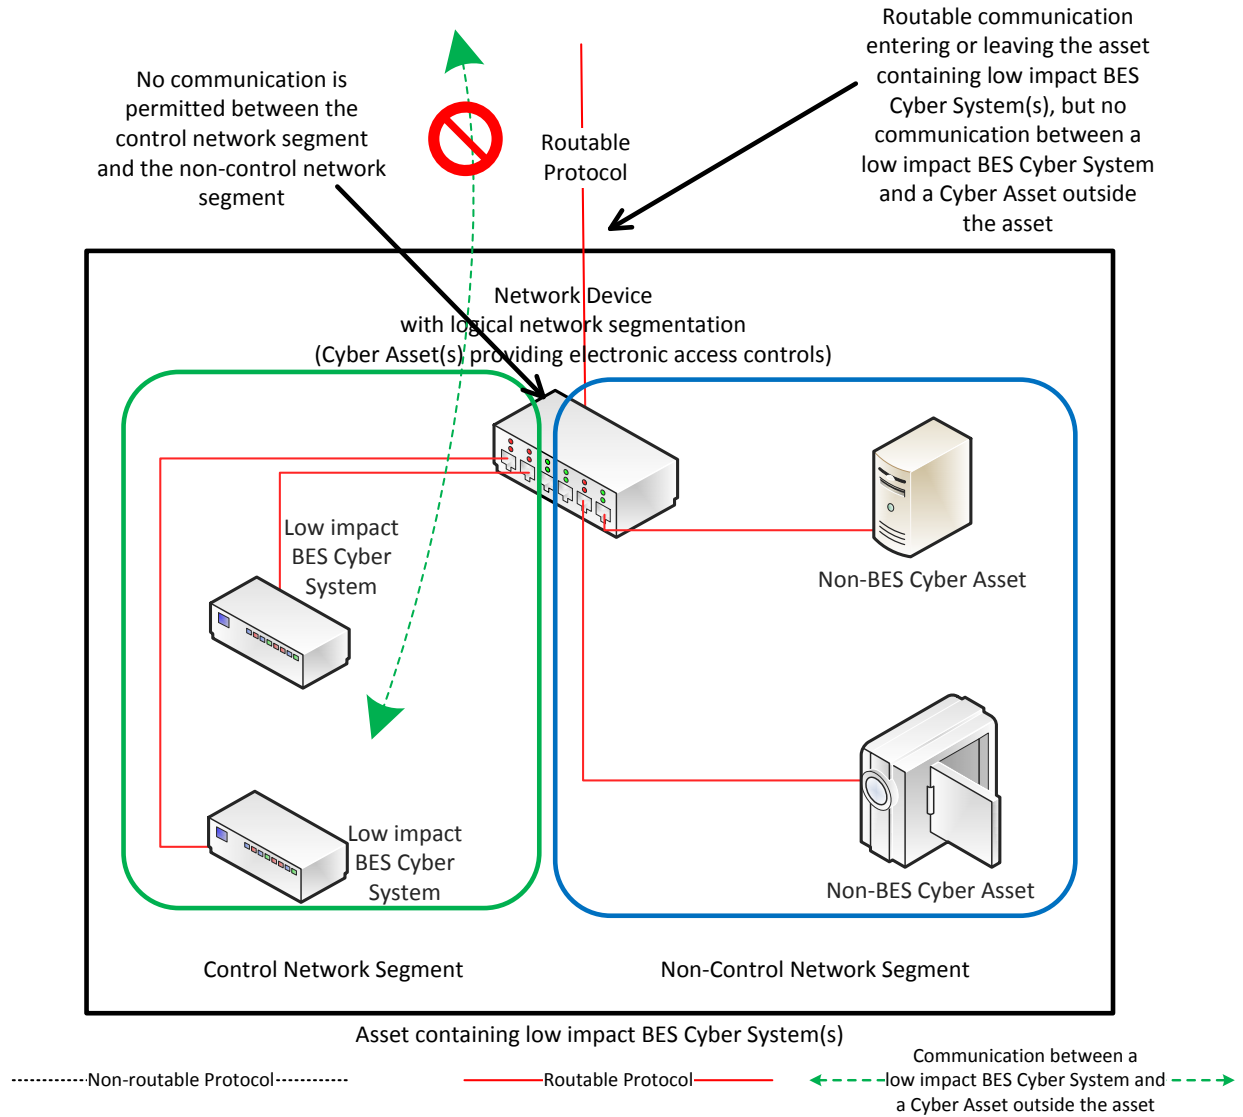 Routable communication
entering or leaving the asset
containing low impact BES
Cyber System(s), but no
communication between a
low impact BES Cyber System
and a Cyber Asset outside
the asset
No communication is
permitted between the
control network segment
and the non-control network
segment
Routable
Protocol
Network Device
with logical network segmentation
(Cyber Asset(s) providing electronic access controls)
Low impact
BES Cyber
System
Non-BES Cyber Asset
Low impact
BES Cyber
System
Non-BES Cyber Asset
Control Network Segment
Non-Control Network Segment
Asset containing low impact BES Cyber System(s)
Non-routable Protocol
Routable Protocol
Communication between a
low impact BES Cyber System and
a Cyber Asset outside the asset